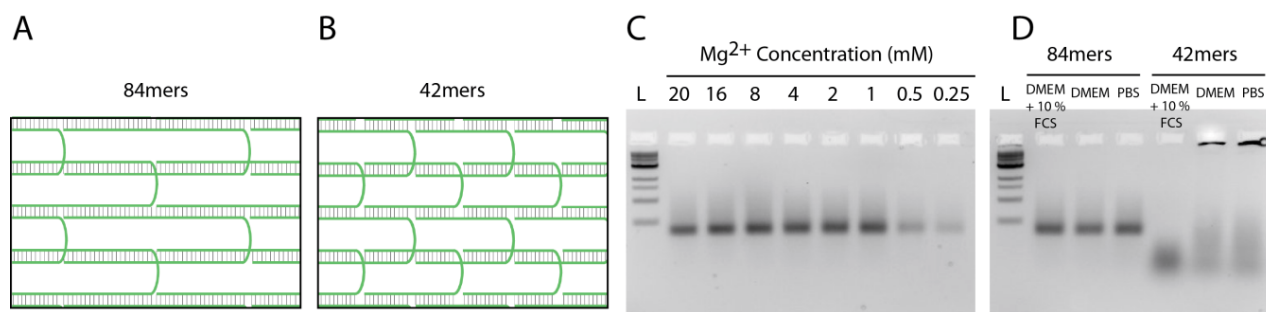 A
84mers
B
42mers
C
Mg2+ Concentration (mM)
L 20 16 8 4 2 1 0.5 0.25
D
84mers 42mers
L DMEM + 10 % FCS DMEM PBS DMEM + 10 % FCS DMEM PBS